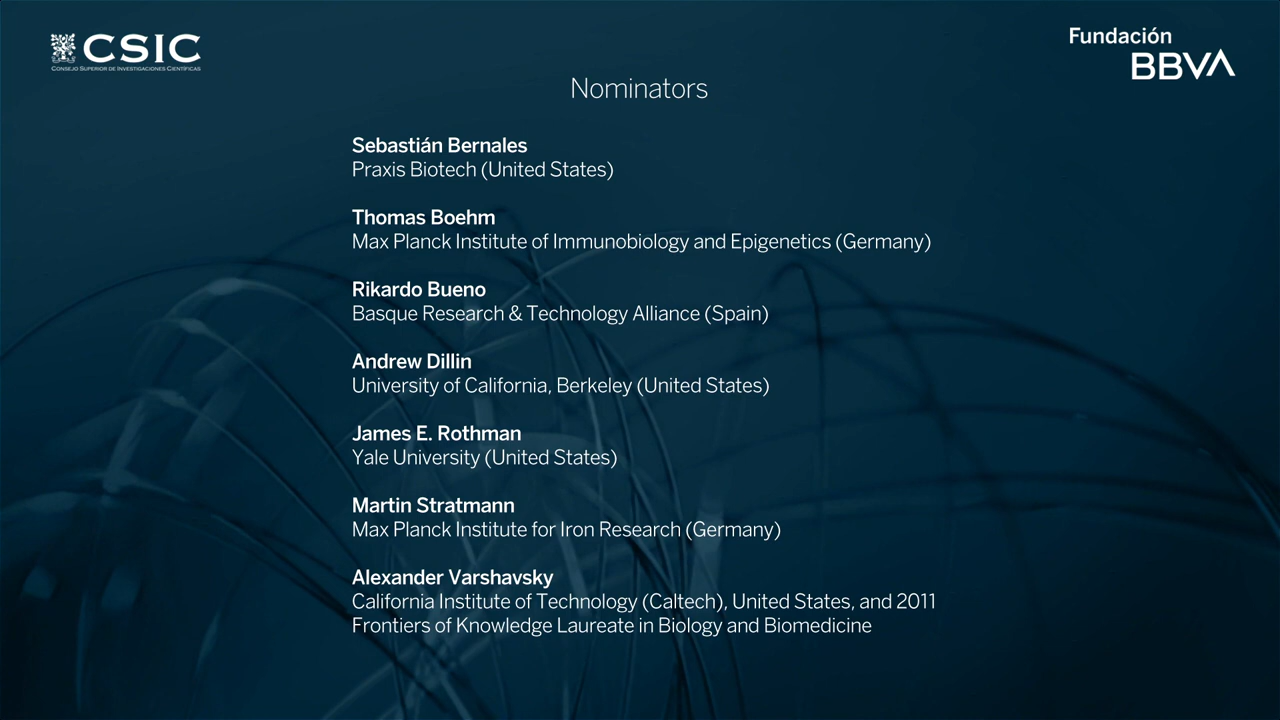 CSIC
CONSEJO SUPERIOR DE INVESTIGACIONES CIENTÍFICAS
Fundación
BBVA
Nominators
Sebastián Bernales
Praxis Biotech (United States)
Thomas Boehm
Max Planck Institute of Immunobiology and Epigenetics (Germany)
Rikardo Bueno
Basque Research & Technology Alliance (Spain)
Andrew Dillin
University of California, Berkeley (United States)
James E. Rothman
Yale University (United States)
Martin Stratmann
Max Planck Institute for Iron Research (Germany)
Alexander Varshavsky
California Institute of Technology (Caltech), United States, and 2011
Frontiers of Knowledge Laureate in Biology and Biomedicine